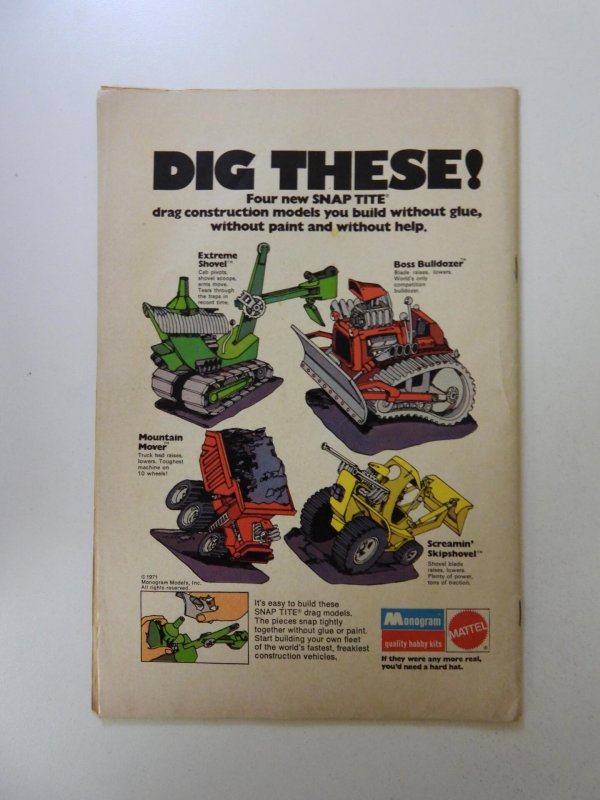 DIG THESE!
Four new SNAP TITE®
drag construction models you build without glue,
without paint and without help.
Extreme
Shovel™
Cab pivots,
shovel scoops,
arms move.
Tears through
the traps in
record time.
Boss Bulldozer™
Blade raises, lowers.
World's only
competition
bulldozer.
Mountain
Mover™
Truck bed raises,
lowers. Toughest
machine on
10 wheels!
Screamin'
Skipshovel™
Shovel blade
raises, lowers.
Plenty of power,
tons of traction.
© 1971
Monogram Models, Inc.
All rights reserved.
It's easy to build these
SNAP TITE® drag models.
The pieces snap tightly
together without glue or paint.
Start building your own fleet
of the world's fastest, freakiest
construction vehicles.
Monogram
quality hobby kits
MATTEL
®
If they were any more real,
you'd need a hard hat.